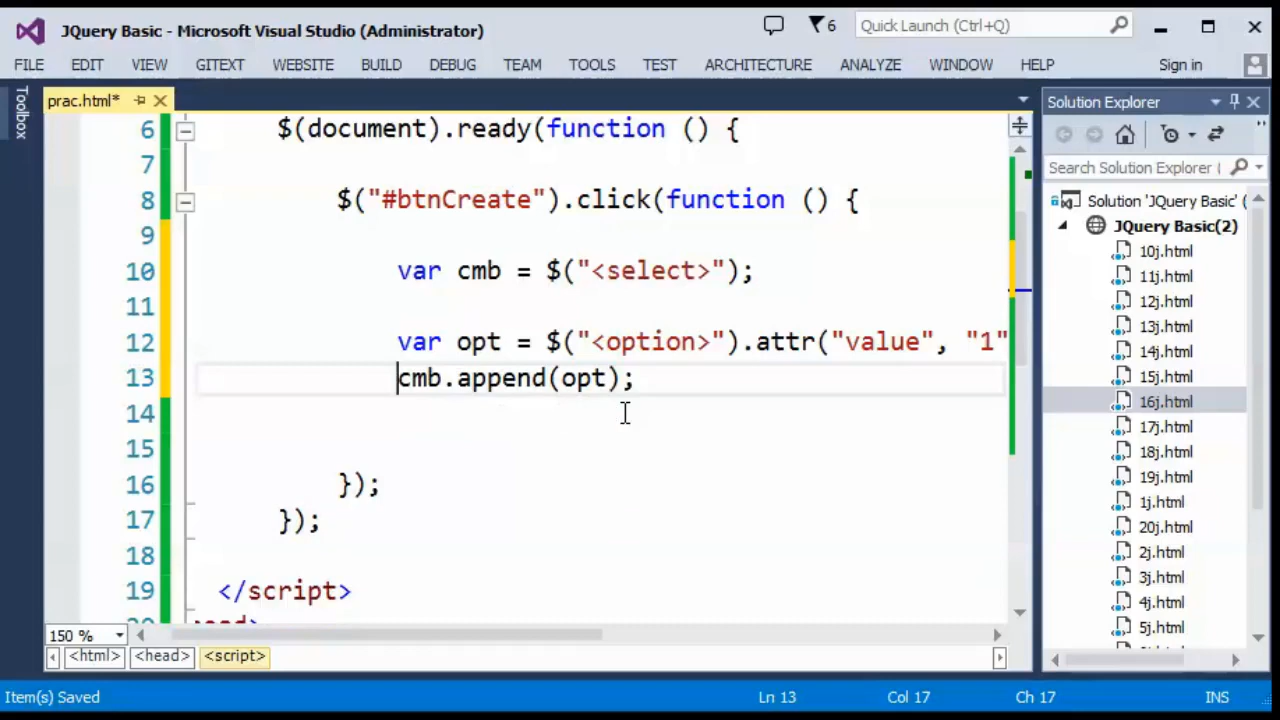 JQuery Basic - Microsoft Visual Studio (Administrator)
6
Quick Launch (Ctrl+Q)
FILE EDIT VIEW GITEXT WEBSITE BUILD DEBUG TEAM TOOLS TEST ARCHITECTURE ANALYZE WINDOW HELP Sign in
Toolbox
prac.html*
6 $(document).ready(function () {
7
8 $("#btnCreate").click(function () {
9
10 var cmb = $("<select>");
11
12 var opt = $("<option>").attr("value", "1"
13 cmb.append(opt);
14
15
16 });
17 });
18
19 </script>
150 %
<html> <head> <script>
Solution Explorer
Search Solution Explorer (
Solution 'JQuery Basic' (
JQuery Basic(2)
10j.html
11j.html
12j.html
13j.html
14j.html
15j.html
16j.html
17j.html
18j.html
19j.html
1j.html
20j.html
2j.html
3j.html
4j.html
5j.html
Item(s) Saved Ln 13 Col 17 Ch 17 INS